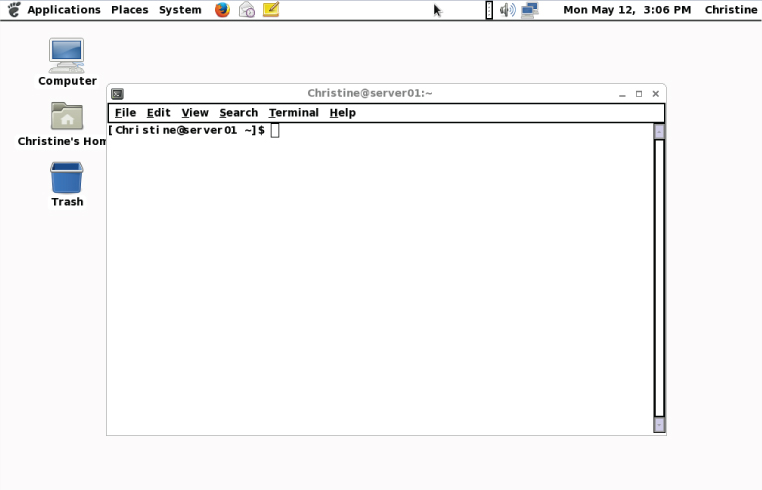 Applications Places System Mon May 12, 3:06 PM Christine
Computer
Christine's Hom
Trash
Christine@server01:~
File Edit View Search Terminal Help
[Christine@server01 ~]$